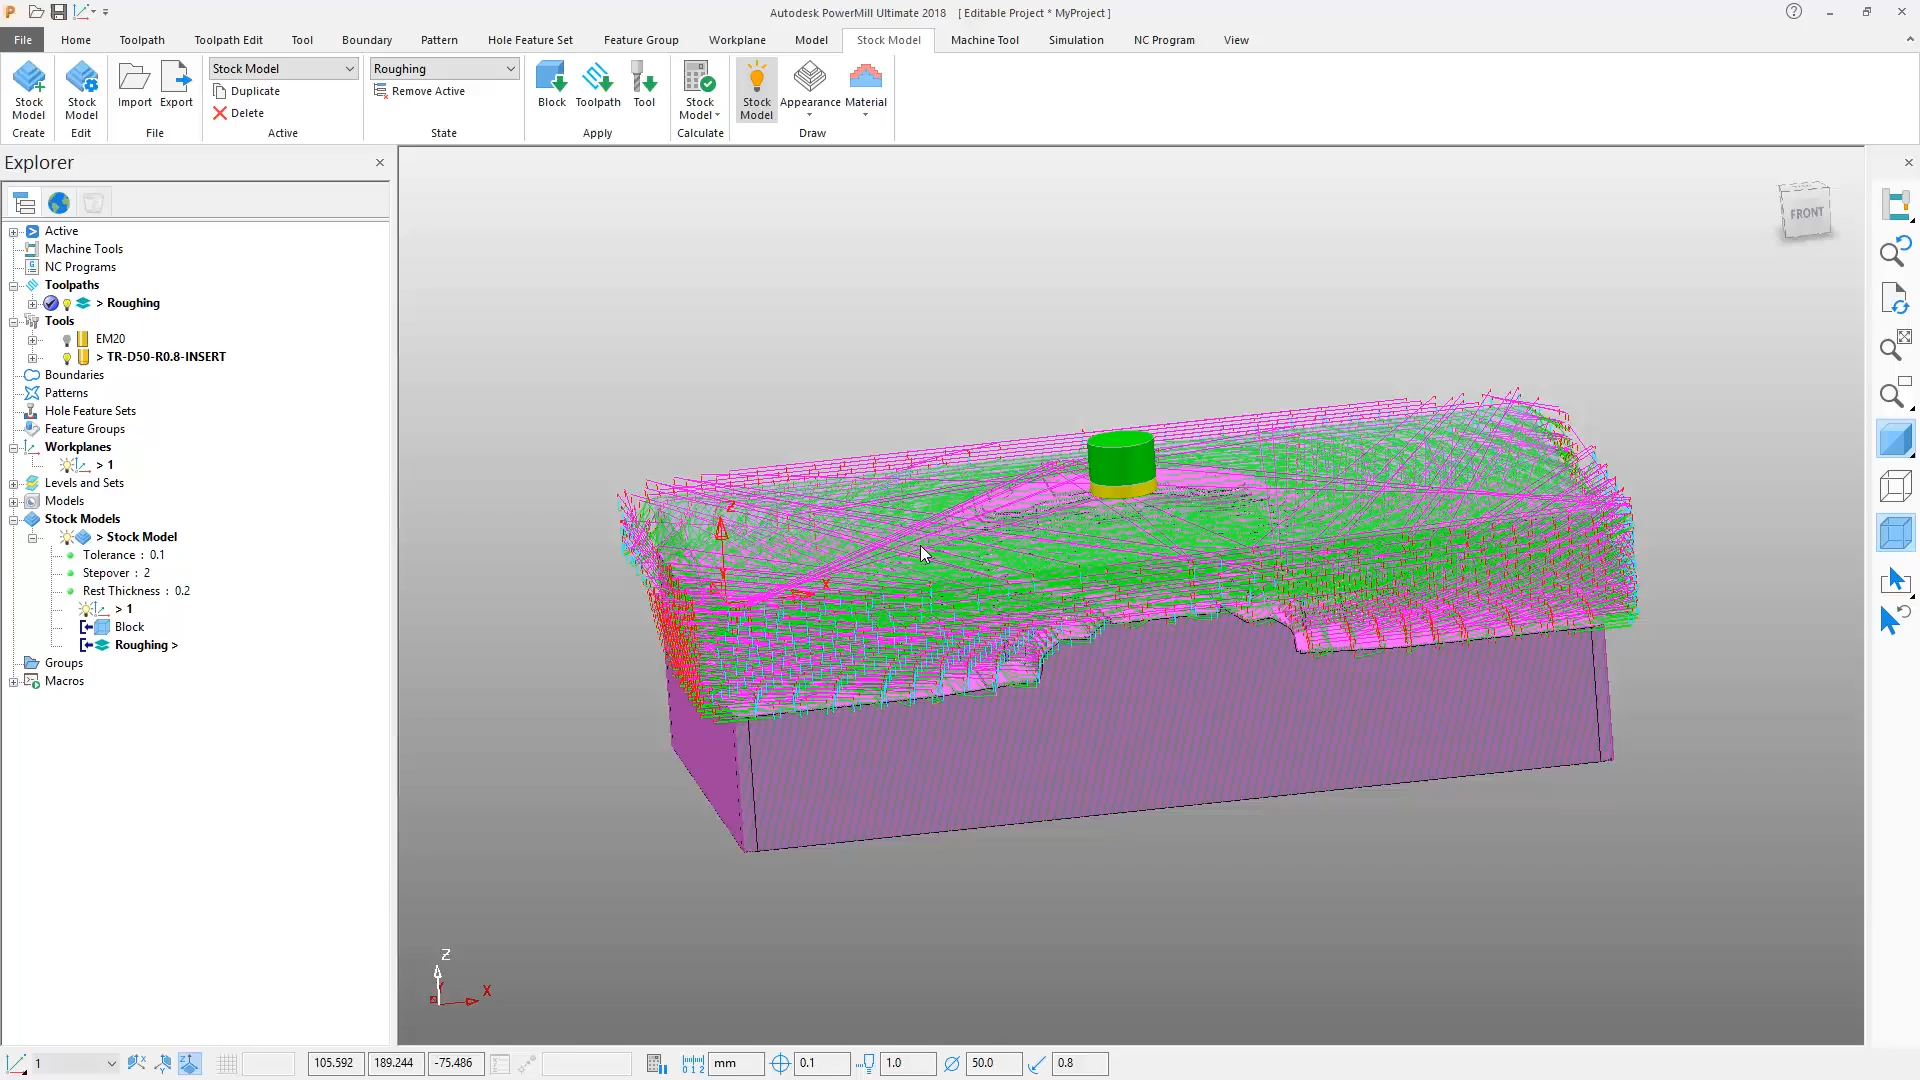 Autodesk PowerMill Ultimate 2018 [ Editable Project * MyProject ]
File Home Toolpath Toolpath Edit Tool Boundary Pattern Hole Feature Set Feature Group Workplane Model Stock Model Machine Tool Simulation NC Program View
Stock Model
Create
Stock Model
Edit
Import Export
File
Stock Model
Duplicate
Delete
Active
Roughing
Remove Active
State
Block Toolpath Tool
Apply
Stock Model
Calculate
Stock Model Appearance Material
Draw
Explorer
Active
Machine Tools
NC Programs
Toolpaths
> Roughing
Tools
EM20
> TR-D50-R0.8-INSERT
Boundaries
Patterns
Hole Feature Sets
Feature Groups
Workplanes
> 1
Levels and Sets
Models
Stock Models
> Stock Model
Tolerance : 0.1
Stepover : 2
Rest Thickness : 0.2
> 1
Block
Roughing >
Groups
Macros
FRONT
Z
X
Z
X
1 105.592 189.244 -75.486 mm 0.1 1.0 50.0 0.8